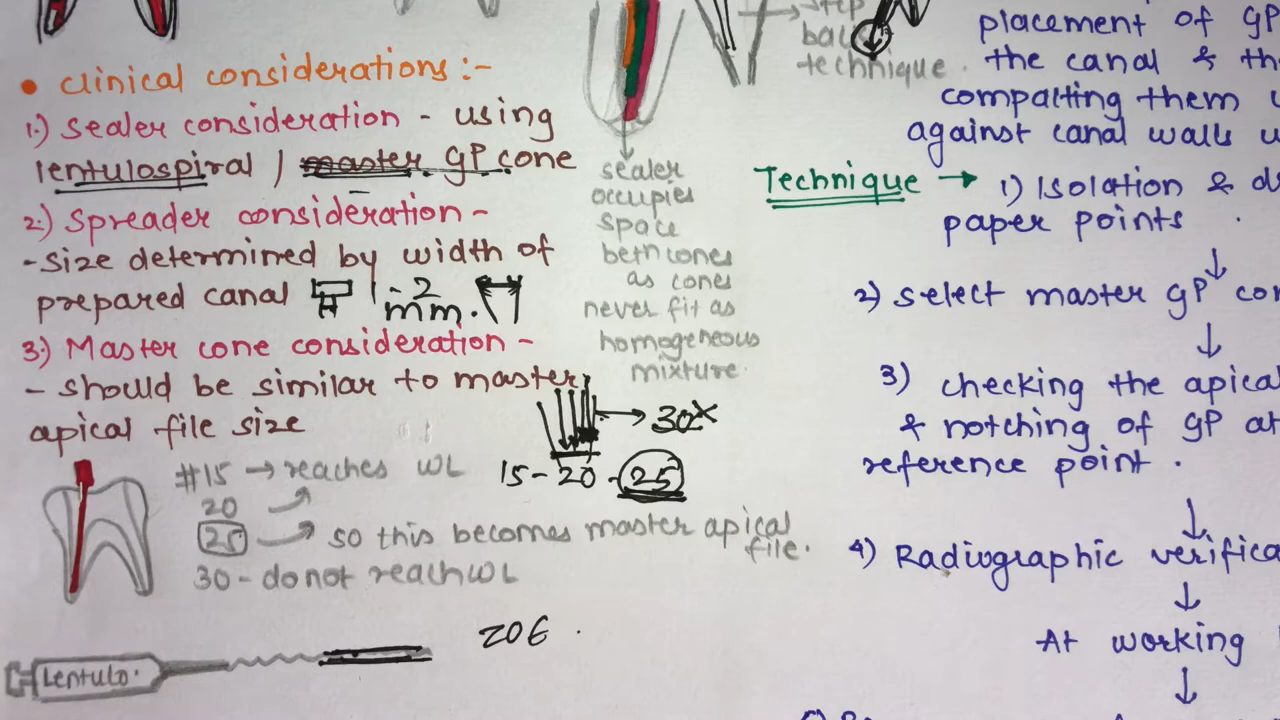 • Clinical considerations :-
1.) Sealer consideration - using
lentulospiral / master GP cone
2.) Spreader consideration -
- size determined by width of
prepared canal 1-2 mm.
3.) Master cone consideration -
- should be similar to master
apical file size
30x
15 - 20 - 25
#15 → reaches WL
20
25 → so this becomes master apical
file.
30 - do not reach WL
ZOE
Lentulo.
→ step
back
technique.
sealer
occupies
space
betn cones
as cones
never fit as
homogeneous
mixture.
placement of GP
the canal &
compacting them
against canal walls
Technique → 1) Isolation &
paper points.
↓
2) select master GP
↓
3) checking the apical
& notching of GP at
reference point.
↓
4) Radiographic
↓
At working
↓